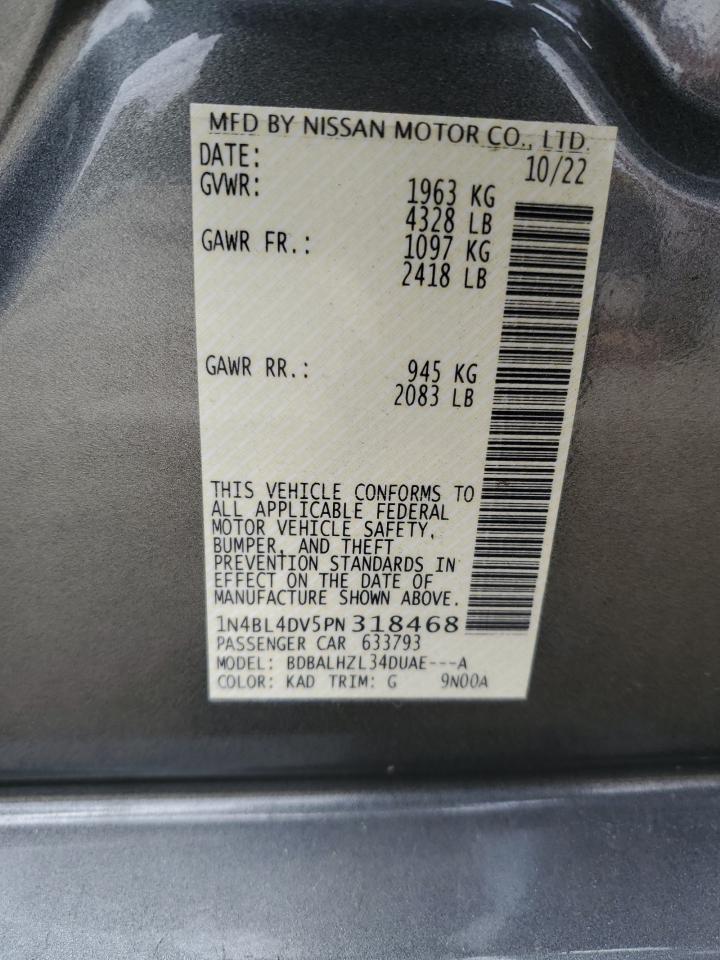 MFD BY NISSAN MOTOR CO., LTD.
DATE: 10/22
GVWR: 1963 KG
4328 LB
GAWR FR.: 1097 KG
2418 LB
GAWR RR.: 945 KG
2083 LB
THIS VEHICLE CONFORMS TO
ALL APPLICABLE FEDERAL
MOTOR VEHICLE SAFETY,
BUMPER, AND THEFT
PREVENTION STANDARDS IN
EFFECT ON THE DATE OF
MANUFACTURE SHOWN ABOVE.
1N4BL4DV5PN318468
PASSENGER CAR 633793
MODEL: BDBALHZL34DUAE---A
COLOR: KAD TRIM: G 9N00A